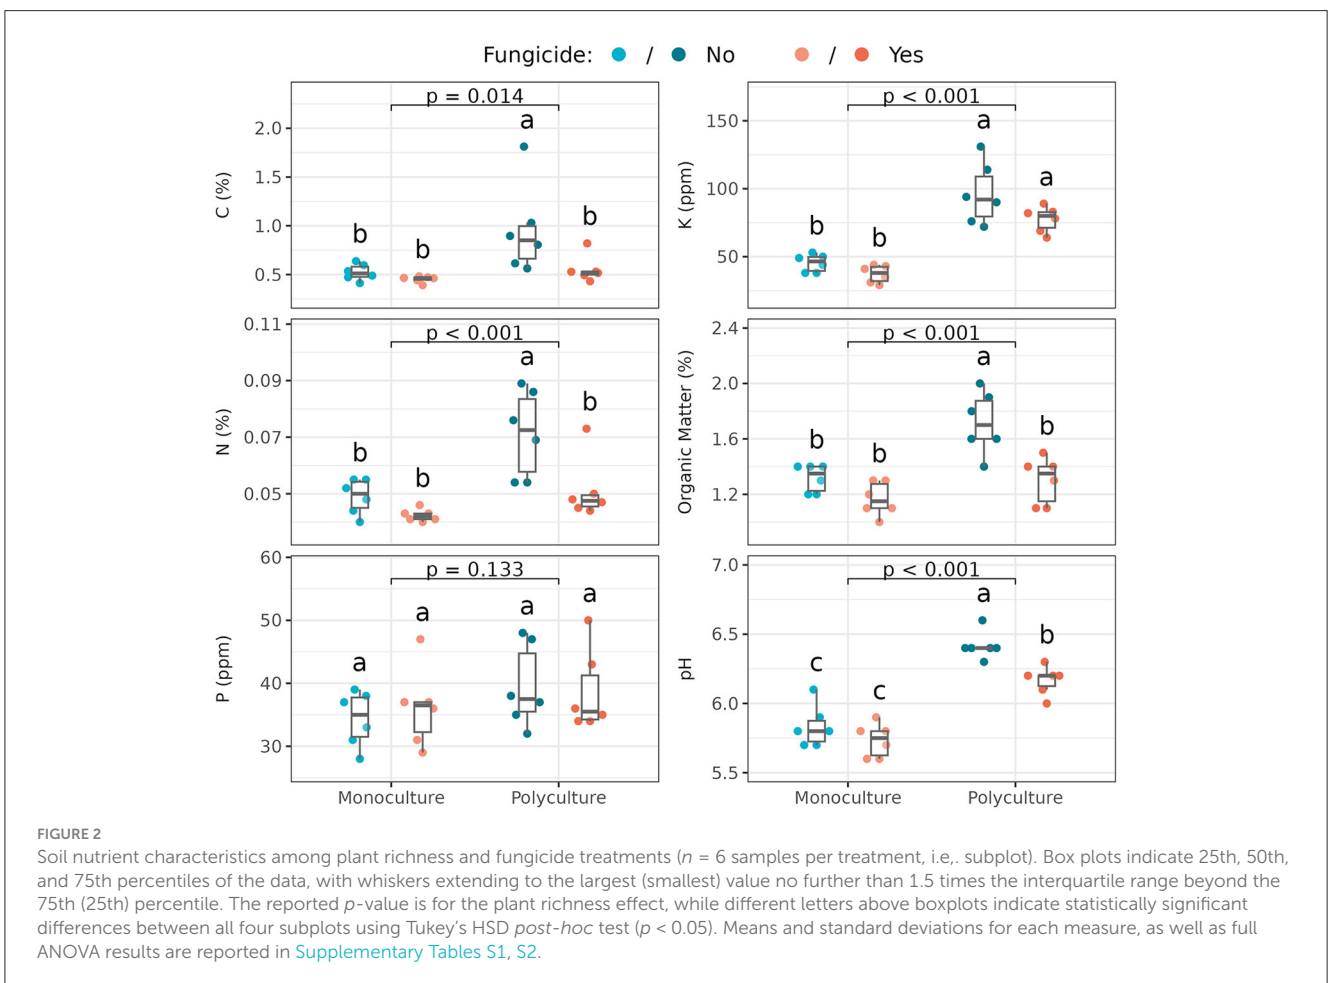 Fungicide: / No / Yes
p = 0.014
a
2.0
1.5
1.0
0.5
C (%)
b
b
b
p < 0.001
a
a
150
100
50
K (ppm)
b
b
p < 0.001
a
0.11
0.09
0.07
0.05
N (%)
b
b
b
p < 0.001
a
2.4
2.0
1.6
1.2
Organic Matter (%)
b
b
b
p = 0.133
60
50
40
30
P (ppm)
a
a
a
a
Monoculture Polyculture
p < 0.001
a
7.0
6.5
6.0
5.5
pH
b
c
c
Monoculture Polyculture
FIGURE 2
Soil nutrient characteristics among plant richness and fungicide treatments (n = 6 samples per treatment, i.e,. subplot). Box plots indicate 25th, 50th,
and 75th percentiles of the data, with whiskers extending to the largest (smallest) value no further than 1.5 times the interquartile range beyond the
75th (25th) percentile. The reported p-value is for the plant richness effect, while different letters above boxplots indicate statistically significant
differences between all four subplots using Tukey's HSD post-hoc test (p < 0.05). Means and standard deviations for each measure, as well as full
ANOVA results are reported in Supplementary Tables S1, S2.